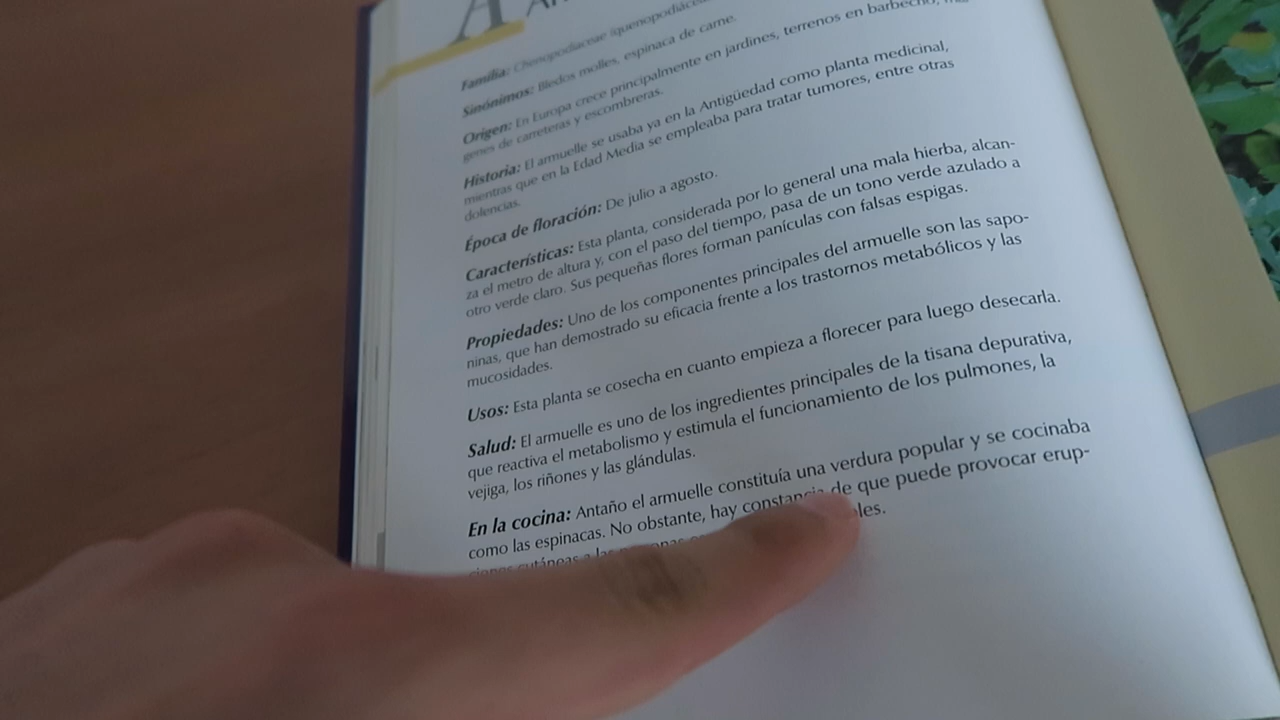 A
Familia: Chenopodiaceae (quenopodiáceas
Sinónimos: Bledos molles, espinaca de carne.
Origen: En Europa crece principalmente en jardines, terrenos en barbecho,
genes de carreteras y escombreras.
Historia: El armuelle se usaba ya en la Antigüedad como planta medicinal,
mientras que en la Edad Media se empleaba para tratar tumores, entre otras
dolencias.
Época de floración: De julio a agosto.
Características: Esta planta, considerada por lo general una mala hierba, alcan-
za el metro de altura y, con el paso del tiempo, pasa de un tono verde azulado a
otro verde claro. Sus pequeñas flores forman panículas con falsas espigas.
Propiedades: Uno de los componentes principales del armuelle son las sapo-
ninas, que han demostrado su eficacia frente a los trastornos metabólicos y las
mucosidades.
Usos: Esta planta se cosecha en cuanto empieza a florecer para luego desecarla.
Salud: El armuelle es uno de los ingredientes principales de la tisana depurativa,
que reactiva el metabolismo y estimula el funcionamiento de los pulmones, la
vejiga, los riñones y las glándulas.
En la cocina: Antaño el armuelle constituía una verdura popular y se cocinaba
como las espinacas. No obstante, hay constancia de que puede provocar erup-
ciones cutáneas a las les.